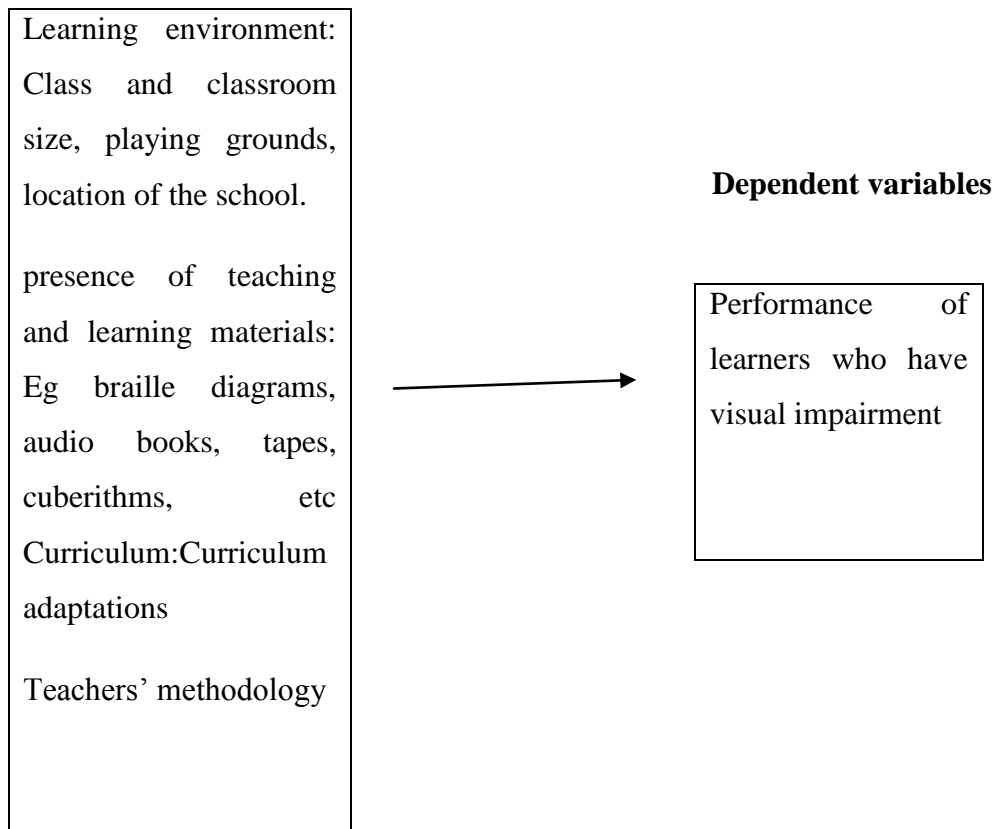 Learning environment:
Class and classroom
size, playing grounds,
location of the school.
presence of teaching
and learning materials:
Eg braille diagrams,
audio books, tapes,
cuberithms, etc
Curriculum:Curriculum
adaptations
Teachers’ methodology
Dependent variables
Performance of
learners who have
visual impairment